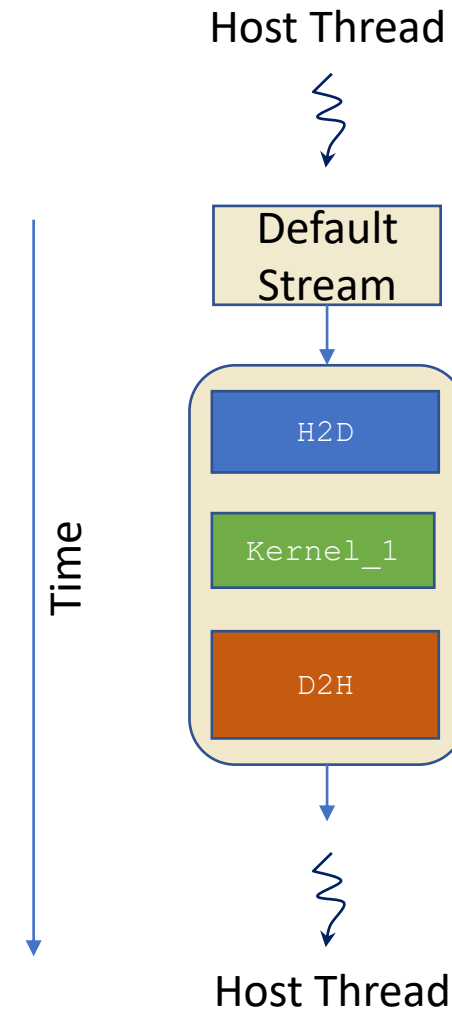 Host Thread
Default
Stream
H2D
Kernel_1
Time
D2H
Host Thread